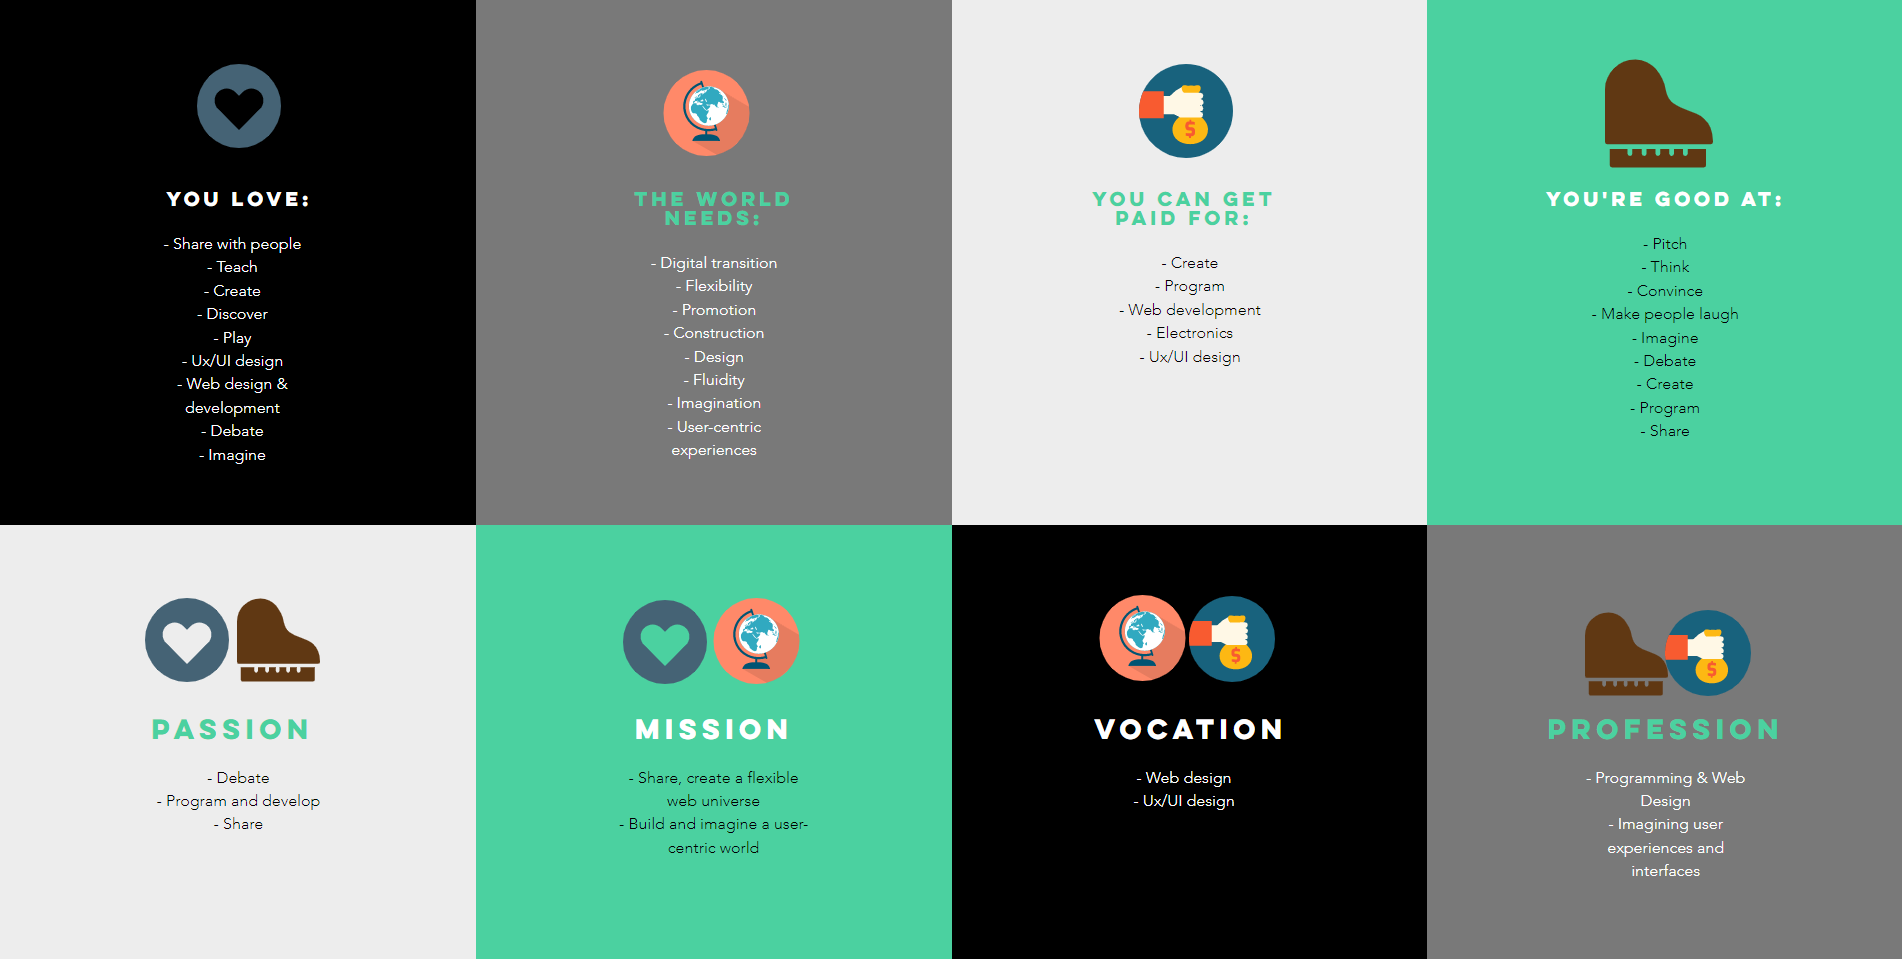 YOU LOVE:
- Share with people
- Teach
- Create
- Discover
- Play
- Ux/UI design
- Web design &
development
- Debate
- Imagine
THE WORLD
NEEDS:
- Digital transition
- Flexibility
- Promotion
- Construction
- Design
- Fluidity
- Imagination
- User-centric
experiences
YOU CAN GET
PAID FOR:
- Create
- Program
- Web development
- Electronics
- Ux/UI design
$
YOU'RE GOOD AT:
- Pitch
- Think
- Convince
- Make people laugh
- Imagine
- Debate
- Create
- Program
- Share
PASSION
- Debate
- Program and develop
- Share
MISSION
- Share, create a flexible
web universe
- Build and imagine a user-
centric world
$
VOCATION
- Web design
- Ux/UI design
$
PROFESSION
- Programming & Web
Design
- Imagining user
experiences and
interfaces